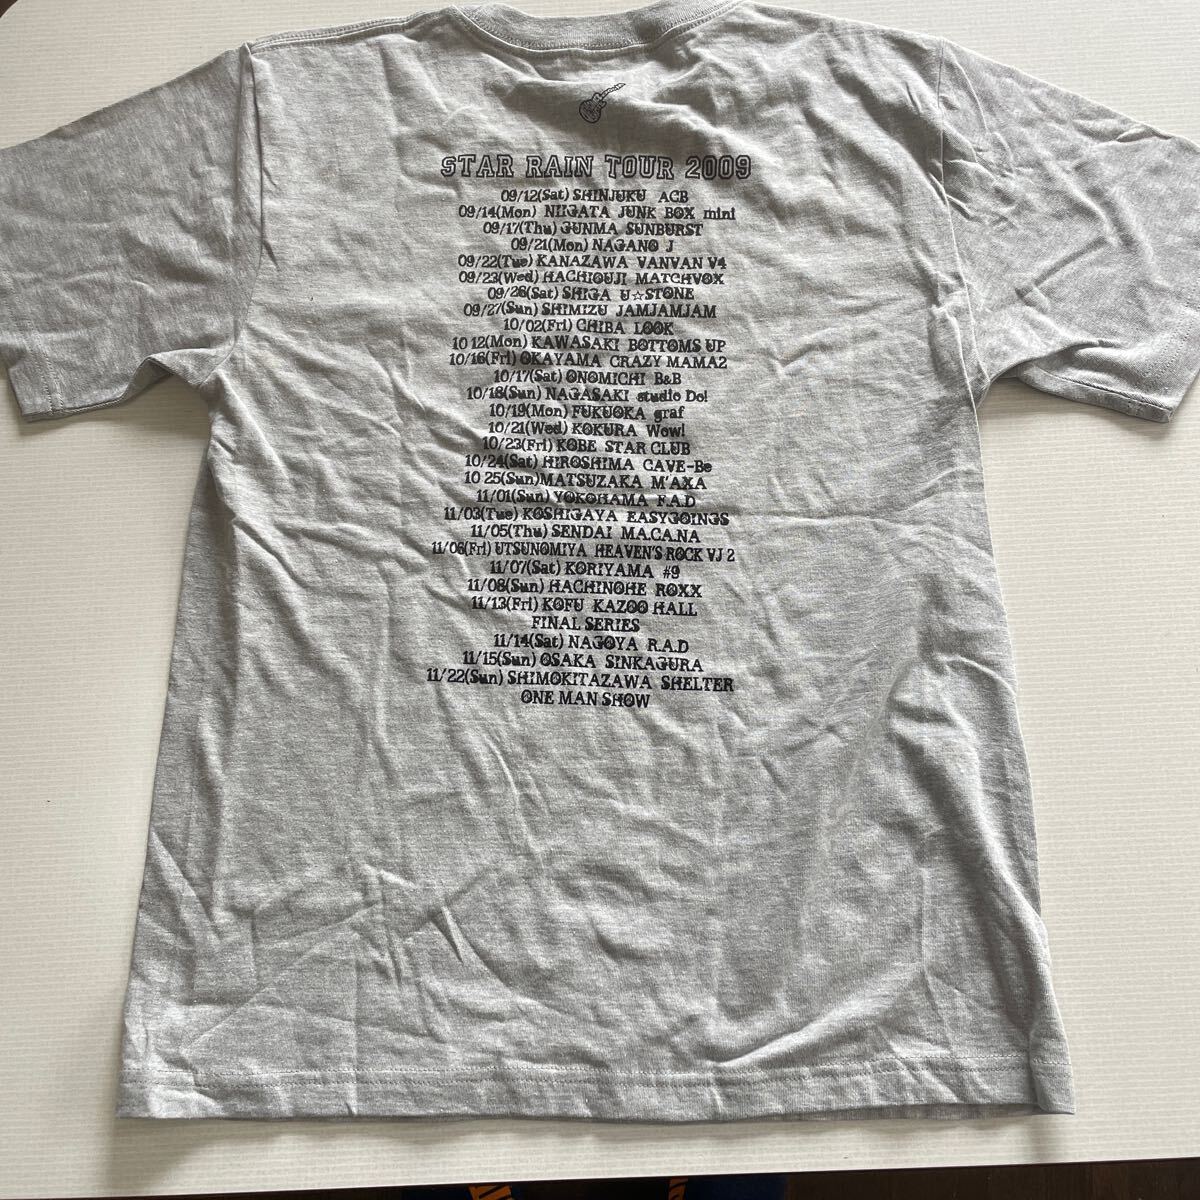 STAR RAIN TOUR 2009
09/12(Sat) SHINJUKU ACB
09/14(Mon) NIIGATA JUNK BOX mini
09/17(Thu) GUNMA SUNBURST
09/21(Mon) NAGANO J
09/22(Tue) KANAZAWA VANVAN V4
09/23(Wed) HACHIOUJI MATCHVOX
09/26(Sat) SHIGA U☆STONE
09/27(Sun) SHIMIZU JAMJAMJAM
10/02(Fri) CHIBA LOOK
10 12(Mon) KAWASAKI BOTTOMS UP
10/16(Fri) OKAYAMA CRAZY MAMA2
10/17(Sat) ONOMICHI B&B
10/18(Sun) NAGASAKI studio Do!
10/19(Mon) FUKUOKA graf
10/21(Wed) KOKURA Wow!
10/23(Fri) KOBE STAR CLUB
10/24(Sat) HIROSHIMA CAVE-Be
10 25(Sun)MATSUZAKA M'AXA
11/01(Sun) YOKOHAMA F.A.D
11/03(Tue) KOSHIGAYA EASYGOINGS
11/05(Thu) SENDAI MA.CA.NA
11/06(Fri) UTSUNOMIYA HEAVEN'S ROCK VJ 2
11/07(Sat) KORIYAMA #9
11/08(Sun) HACHINOHE ROXX
11/13(Fri) KOFU KAZOO HALL
FINAL SERIES
11/14(Sat) NAGOYA R.A.D
11/15(Sun) OSAKA SINKAGURA
11/22(Sun) SHIMOKITAZAWA SHELTER
ONE MAN SHOW